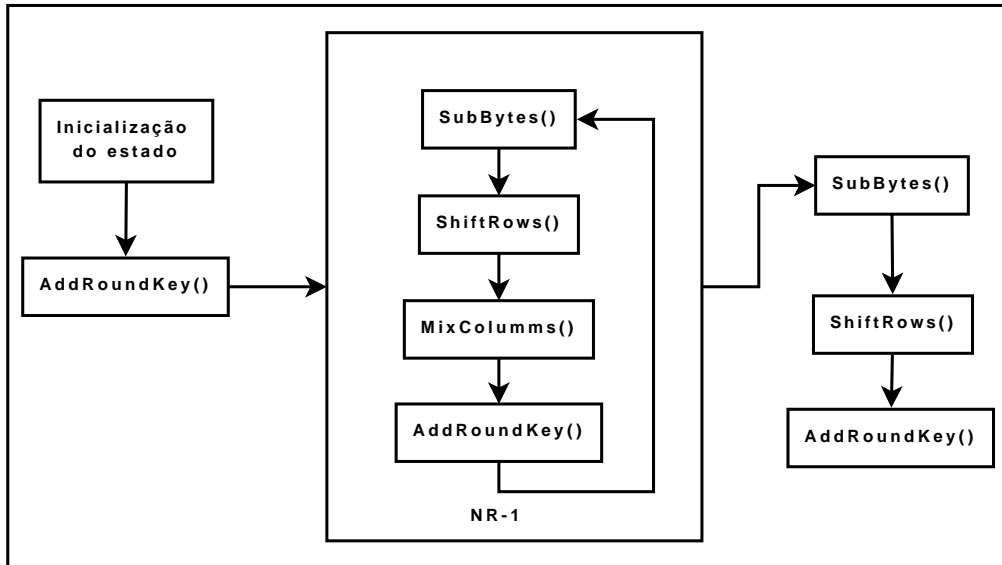 Inicialização
do estado
AddRoundKey()
SubBytes()
ShiftRows()
MixColumms()
AddRoundKey()
NR-1
SubBytes()
ShiftRows()
AddRoundKey()